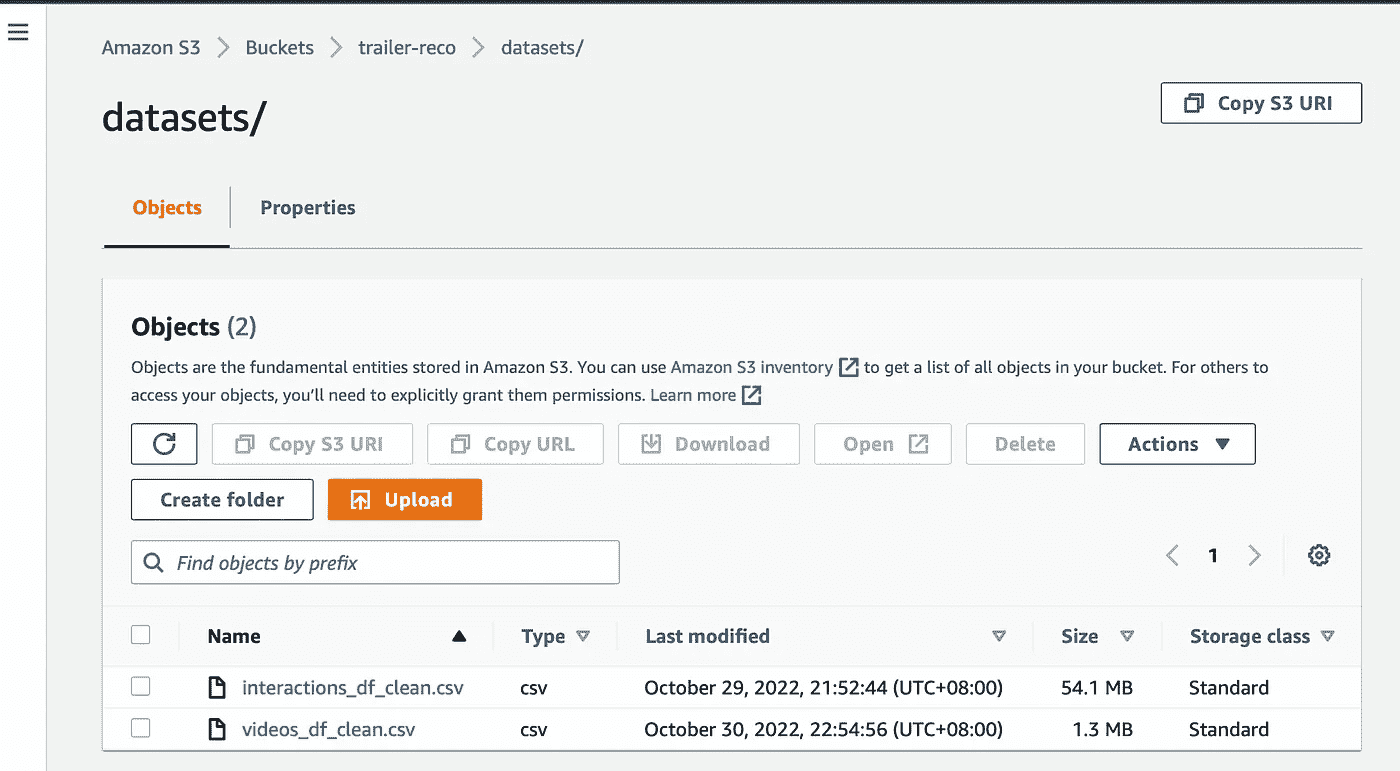 Amazon S3 Buckets trailer-reco datasets/
datasets/
Copy S3 URI
Objects Properties
Objects (2)
Objects are the fundamental entities stored in Amazon S3. You can use Amazon S3 inventory to get a list of all objects in your bucket. For others to
access your objects, you’ll need to explicitly grant them permissions. Learn more
Copy S3 URI Copy URL Download Open Delete Actions
Create folder Upload
Find objects by prefix
1
Name Type Last modified Size Storage class
interactions_df_clean.csv csv October 29, 2022, 21:52:44 (UTC+08:00) 54.1 MB Standard
videos_df_clean.csv csv October 30, 2022, 22:54:56 (UTC+08:00) 1.3 MB Standard